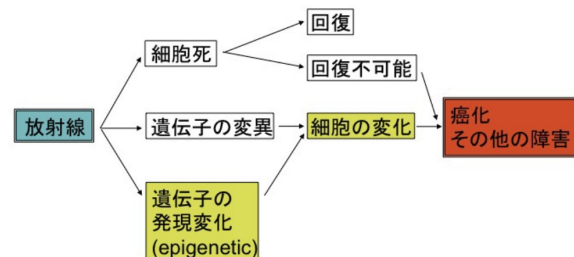 回復
細胞死
回復不可能
放射線
遺伝子の変異
細胞の変化
癌化
その他の障害
遺伝子の
発現変化
(epigenetic)